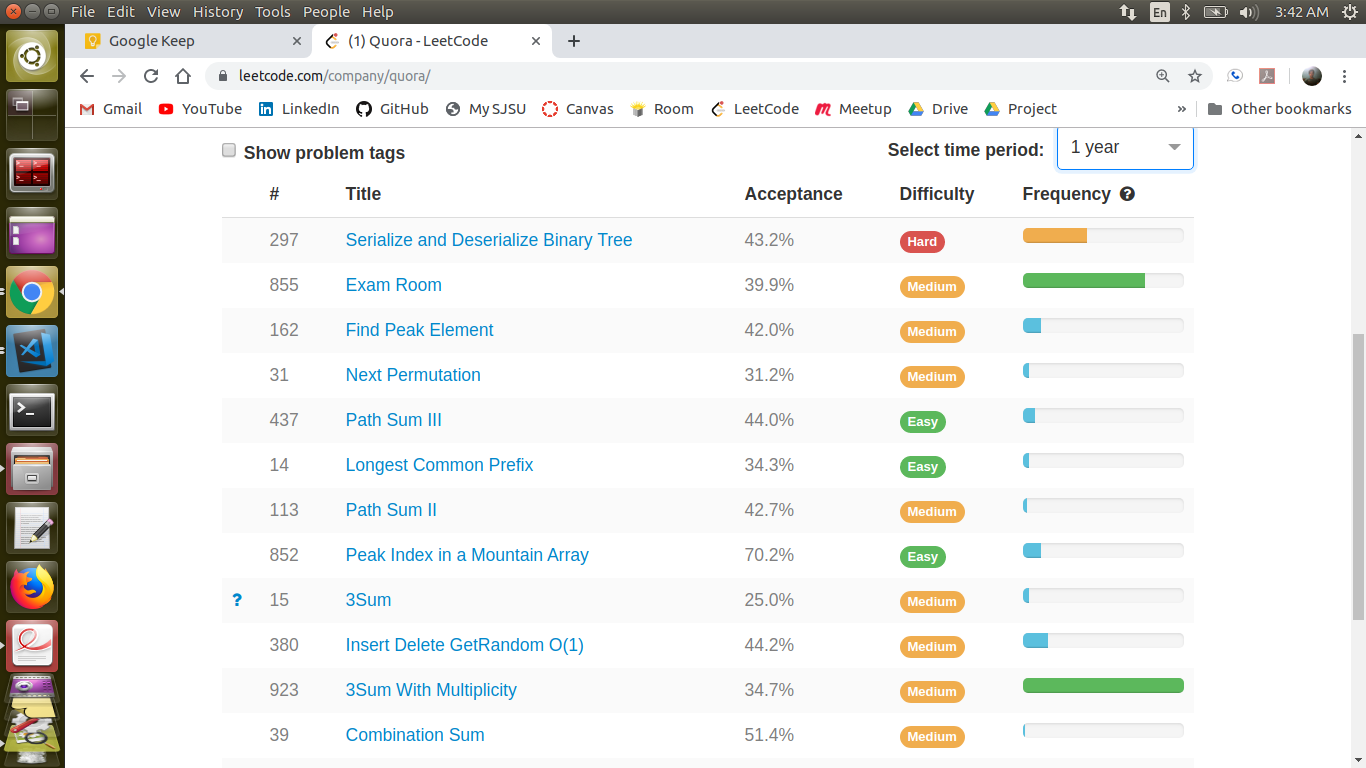 File Edit View History Tools People Help En 3:42 AM
Google Keep (1) Quora - LeetCode
leetcode.com/company/quora/
Gmail YouTube LinkedIn GitHub My SJSU Canvas Room LeetCode Meetup Drive Project » Other bookmarks
Show problem tags Select time period: 1 year
# Title Acceptance Difficulty Frequency ?
297 Serialize and Deserialize Binary Tree 43.2% Hard
855 Exam Room 39.9% Medium
162 Find Peak Element 42.0% Medium
31 Next Permutation 31.2% Medium
437 Path Sum III 44.0% Easy
14 Longest Common Prefix 34.3% Easy
113 Path Sum II 42.7% Medium
852 Peak Index in a Mountain Array 70.2% Easy
? 15 3Sum 25.0% Medium
380 Insert Delete GetRandom O(1) 44.2% Medium
923 3Sum With Multiplicity 34.7% Medium
39 Combination Sum 51.4% Medium